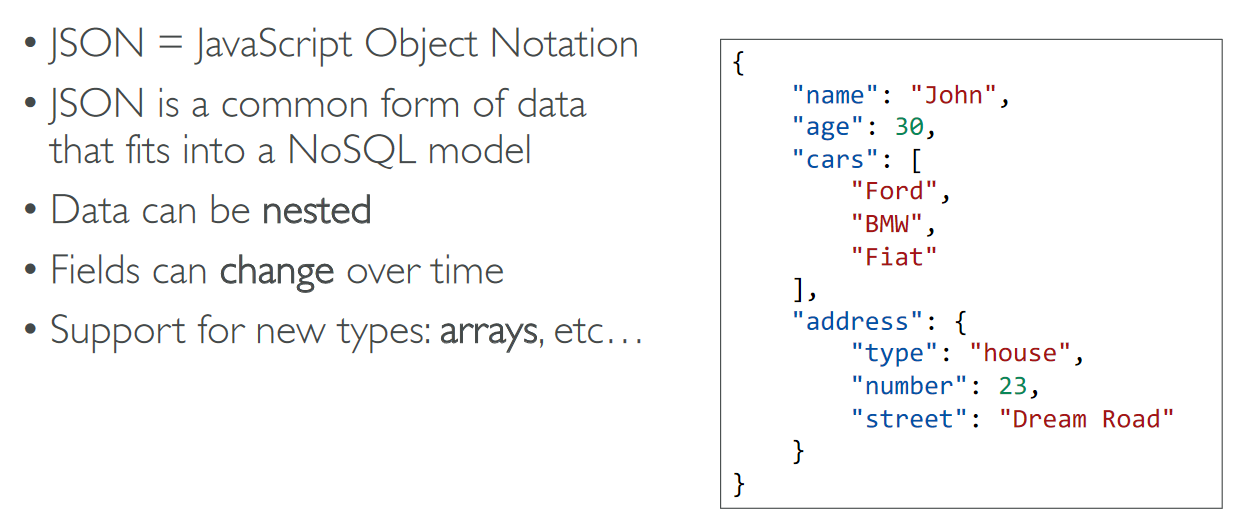 • JSON = JavaScript Object Notation
• JSON is a common form of data
that fits into a NoSQL model
• Data can be nested
• Fields can change over time
• Support for new types: arrays, etc…
{
    "name": "John",
    "age": 30,
    "cars": [
        "Ford",
        "BMW",
        "Fiat"
    ],
    "address": {
        "type": "house",
        "number": 23,
        "street": "Dream Road"
    }
}